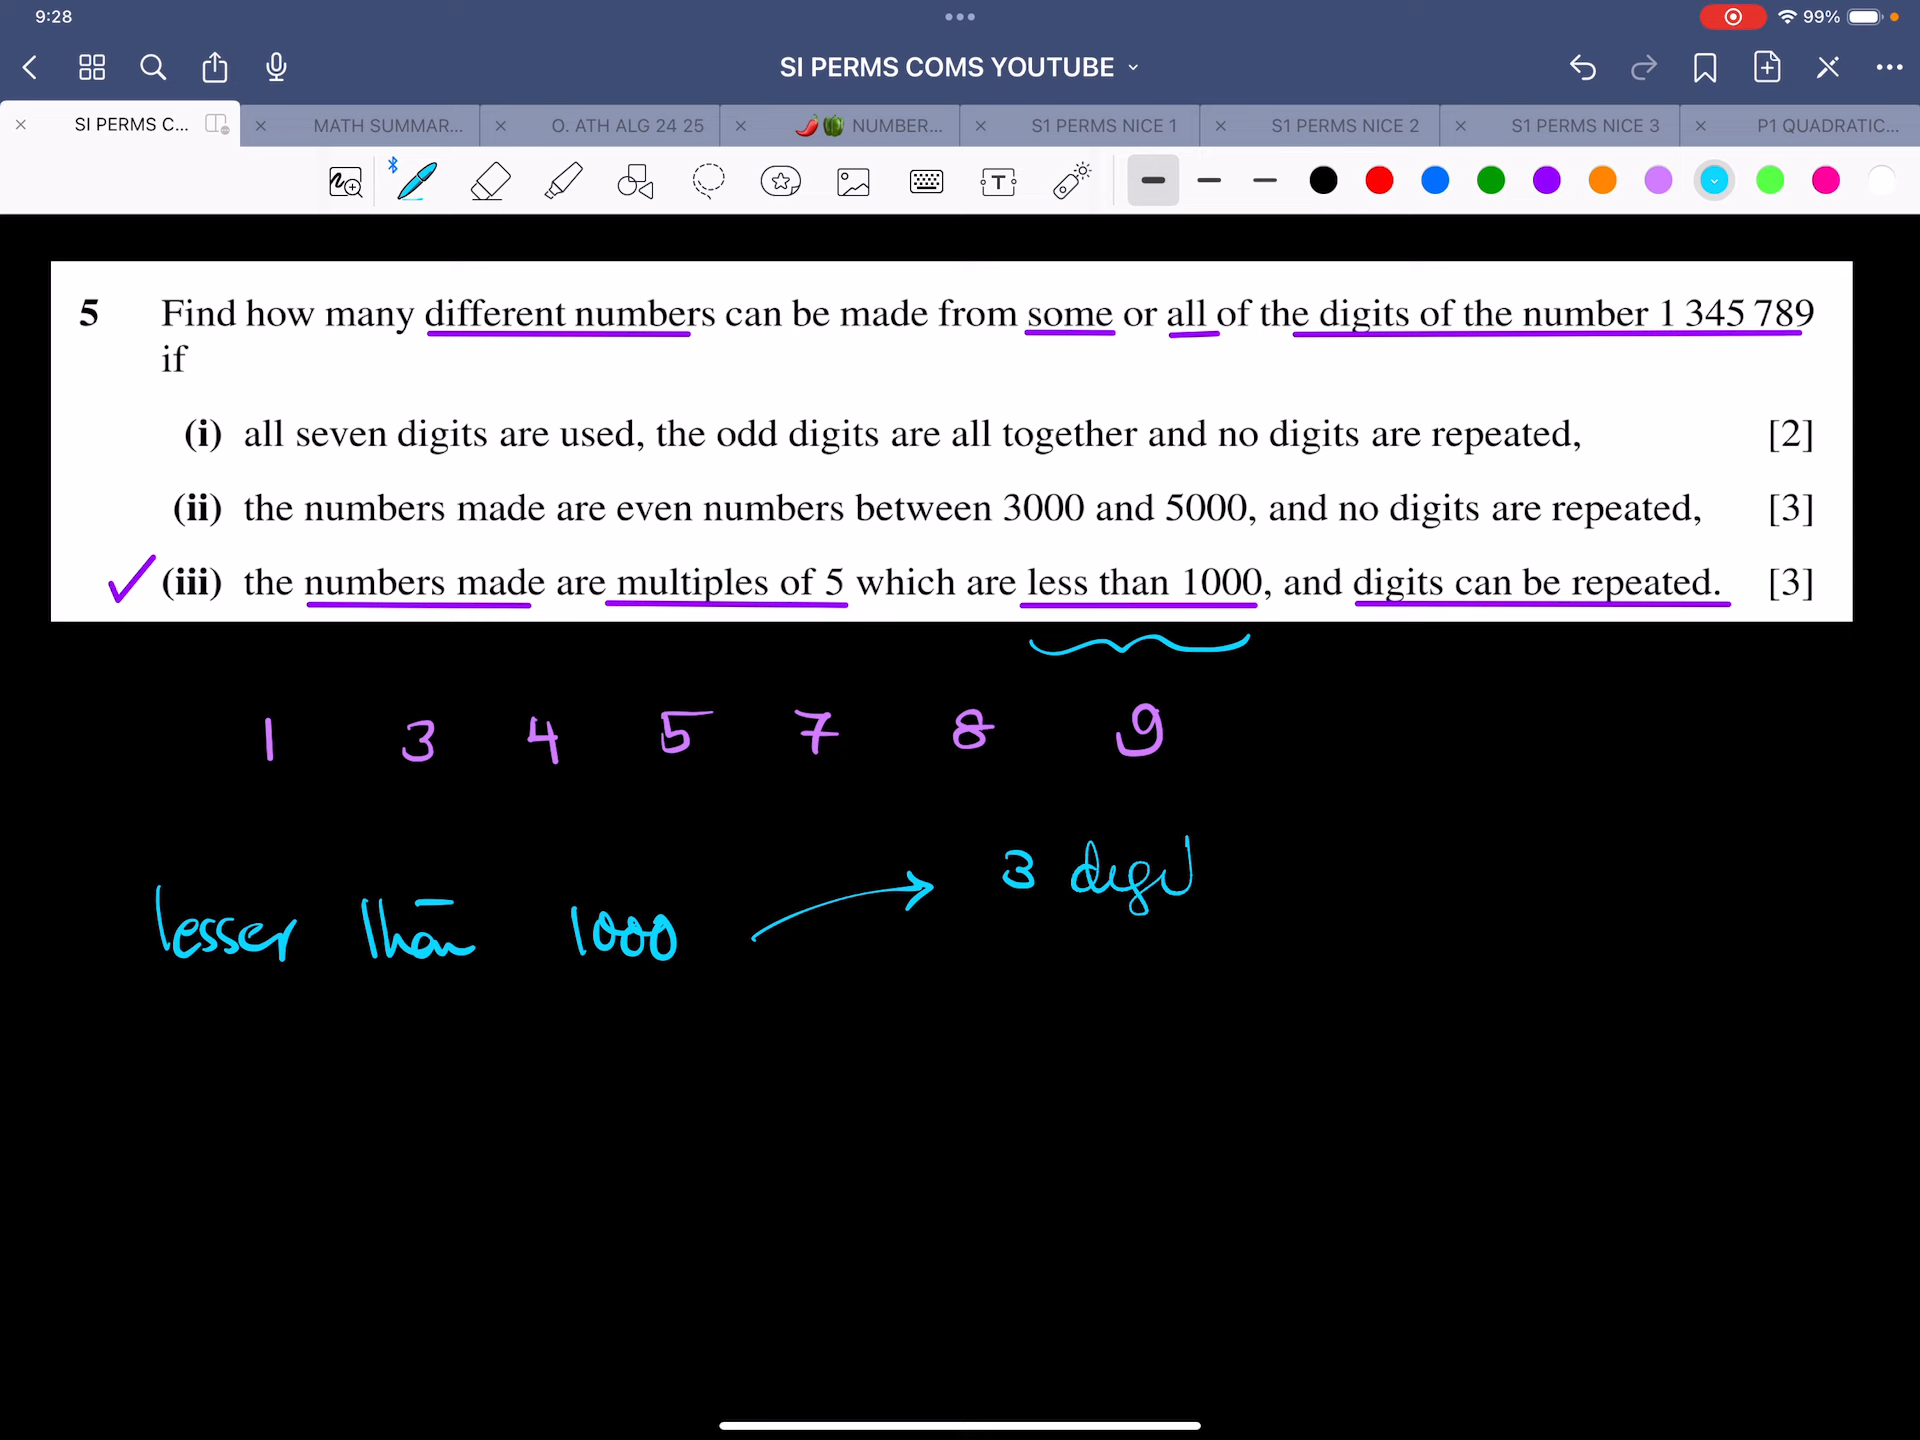 9:28
99%
SI PERMS COMS YOUTUBE
SI PERMS C...
MATH SUMMAR...
O. ATH ALG 24 25
🌶️🫑 NUMBER...
S1 PERMS NICE 1
S1 PERMS NICE 2
S1 PERMS NICE 3
P1 QUADRATIC...
5 Find how many different numbers can be made from some or all of the digits of the number 1 345 789
if
(i) all seven digits are used, the odd digits are all together and no digits are repeated, [2]
(ii) the numbers made are even numbers between 3000 and 5000, and no digits are repeated, [3]
(iii) the numbers made are multiples of 5 which are less than 1000, and digits can be repeated. [3]
1 3 4 5 7 8 9
3
lesser than 1000